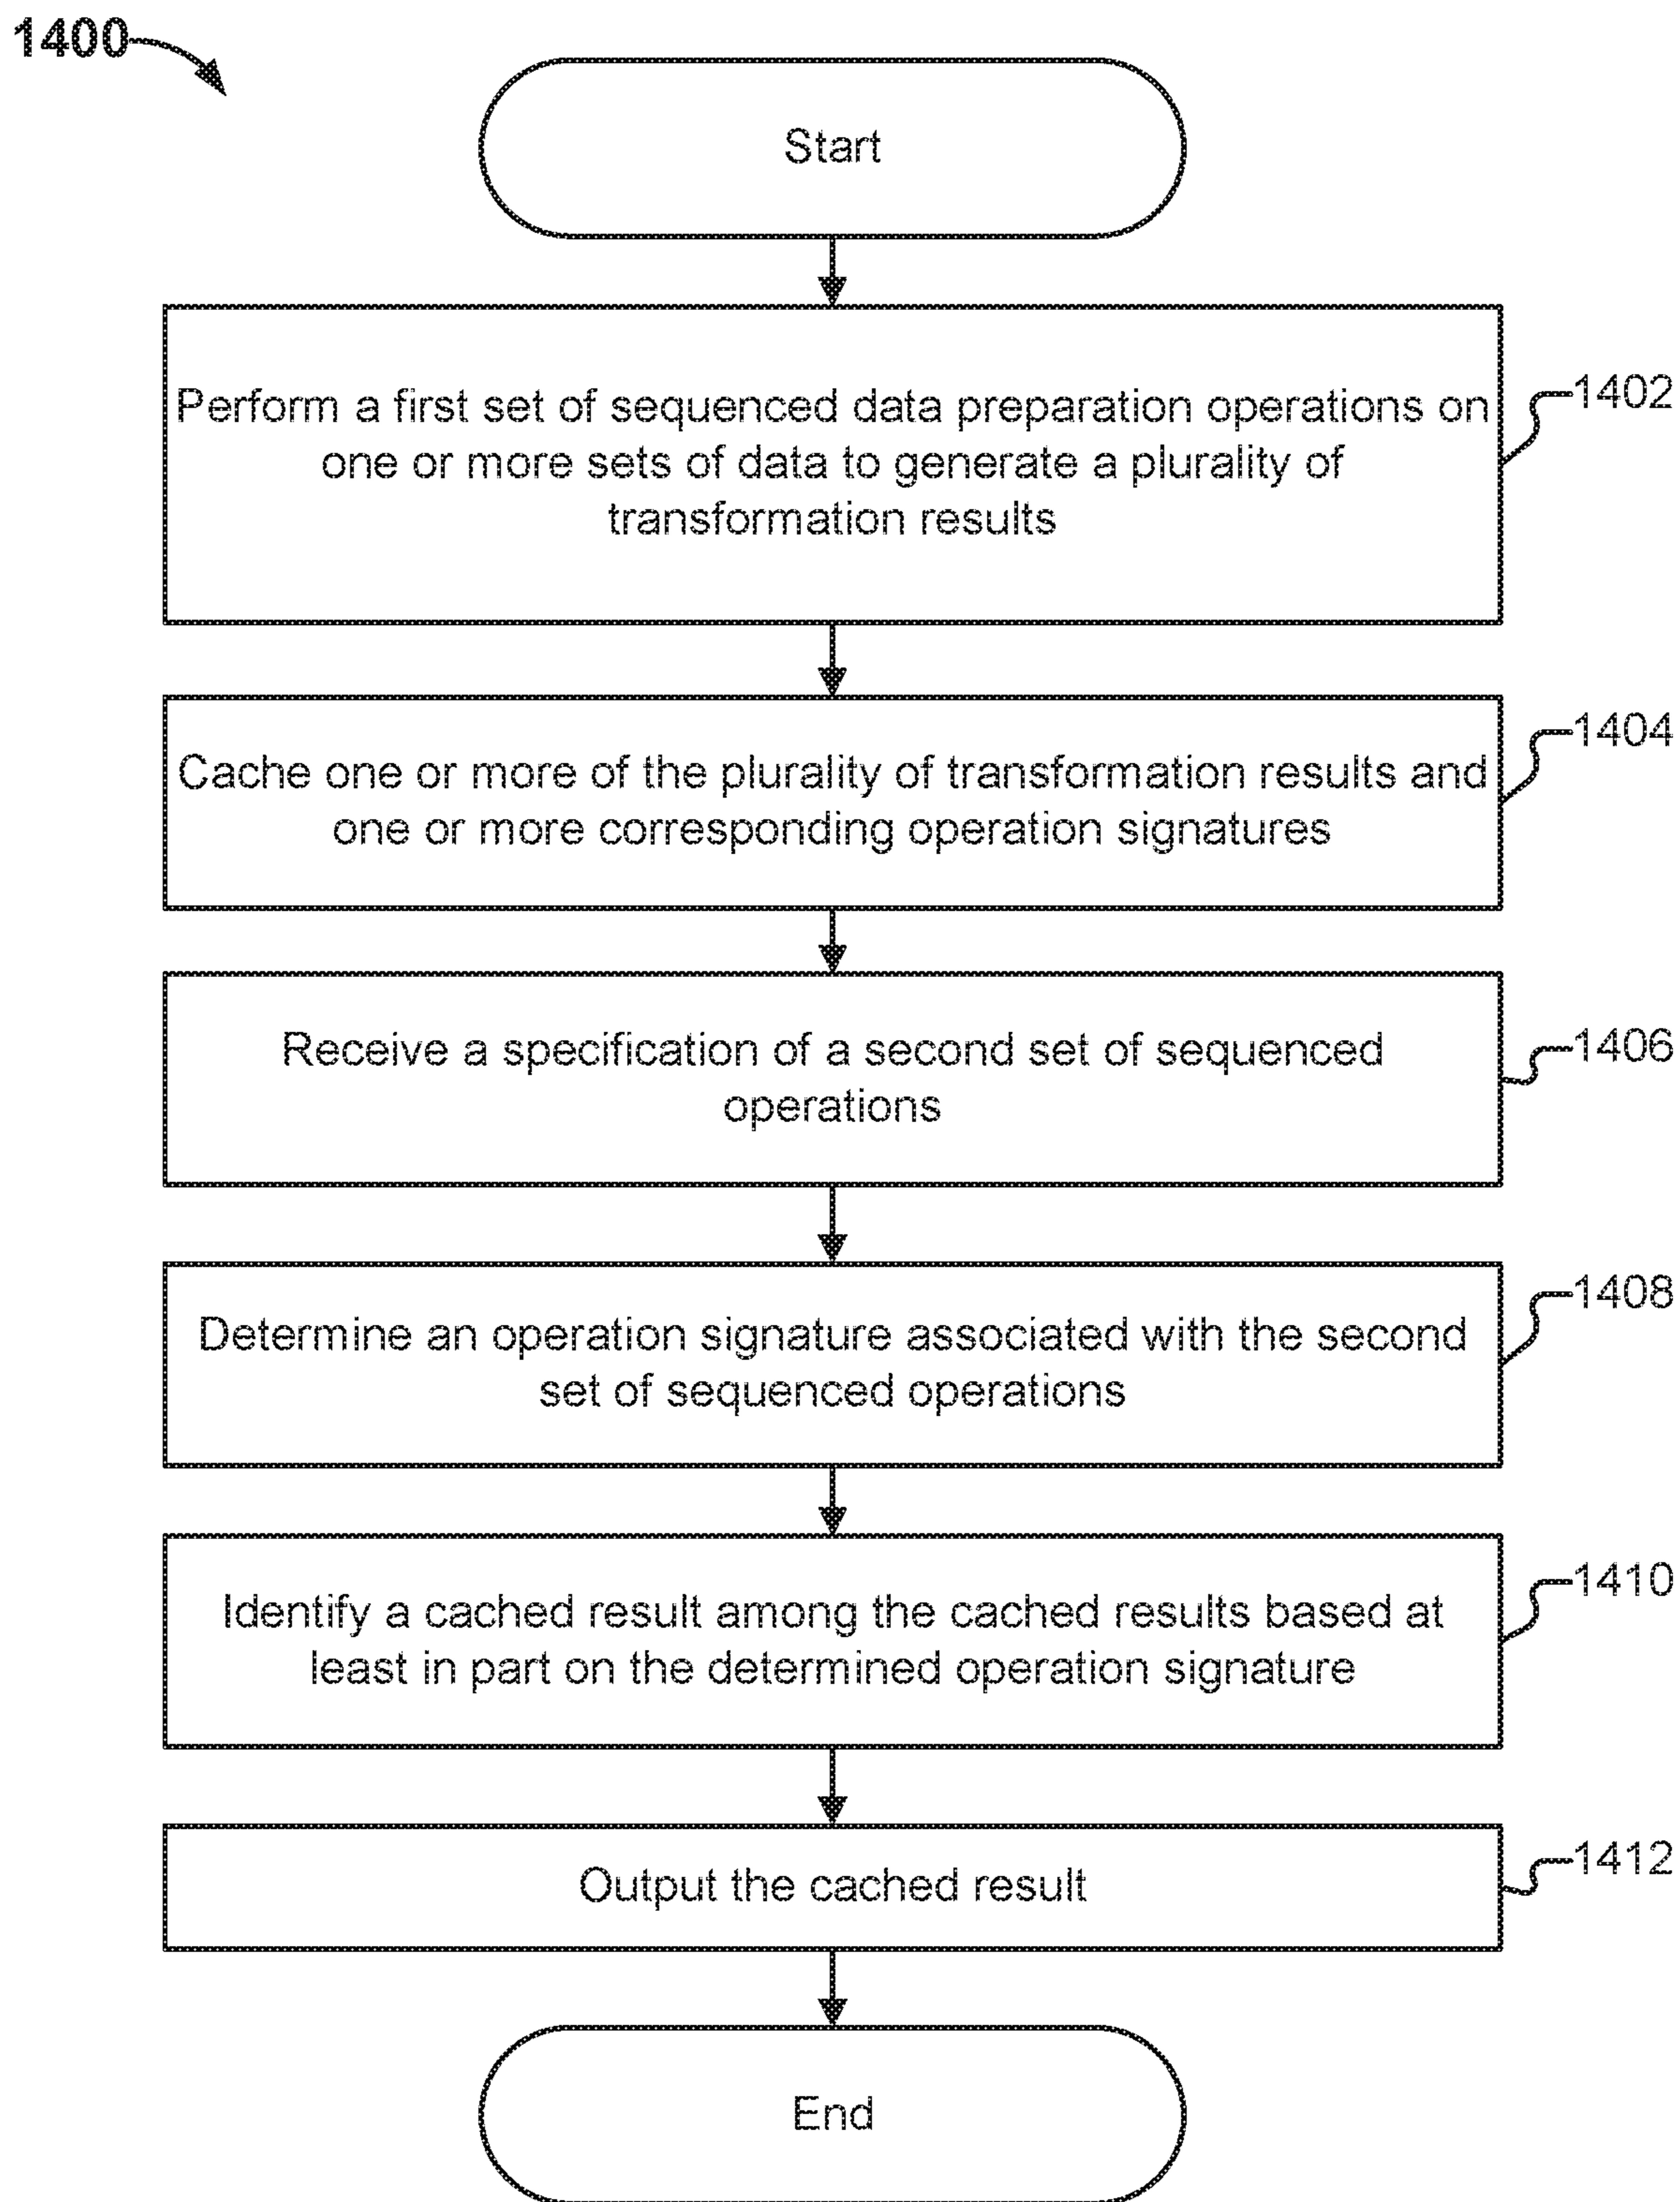 1400
Start
Perform a first set of sequenced data preparation operations on
one or more sets of data to generate a plurality of
transformation results
1402
Cache one or more of the plurality of transformation results and
one or more corresponding operation signatures
1404
Receive a specification of a second set of sequenced
operations
1406
Determine an operation signature associated with the second
set of sequenced operations
1408
Identify a cached result among the cached results based at
least in part on the determined operation signature
1410
Output the cached result
1412
End